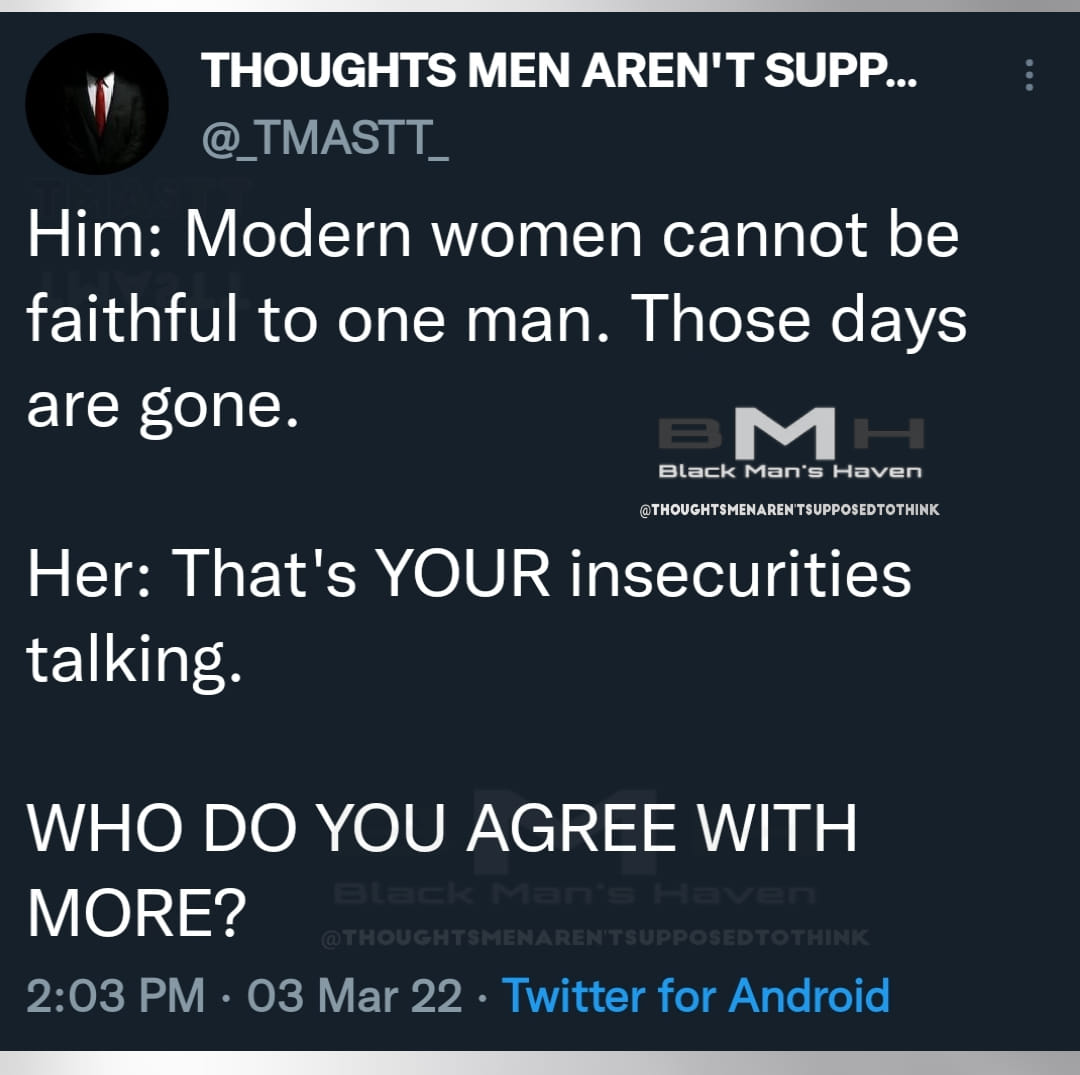 THOUGHTS MEN AREN'T SUPP...
@_TMASTT_
TMASTT
Him: Modern women cannot be
faithful to one man. Those days
are gone.
BMH
Black Man's Haven
@THOUGHTSMENAREN'TSUPPOSEDTOTHINK
Her: That's YOUR insecurities
talking.
WHO DO YOU AGREE WITH
MORE?
Black Man's Haven
@THOUGHTSMENAREN'TSUPPOSEDTOTHINK
2:03 PM · 03 Mar 22 · Twitter for Android